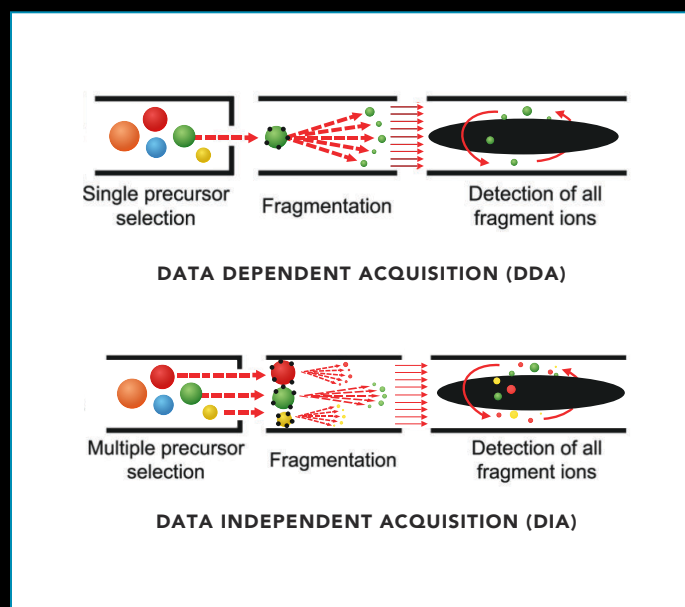 Single precursor
selection
Fragmentation
Detection of all
fragment ions
DATA DEPENDENT ACQUISITION (DDA)
Multiple precursor
selection
Fragmentation
Detection of all
fragment ions
DATA INDEPENDENT ACQUISITION (DIA)